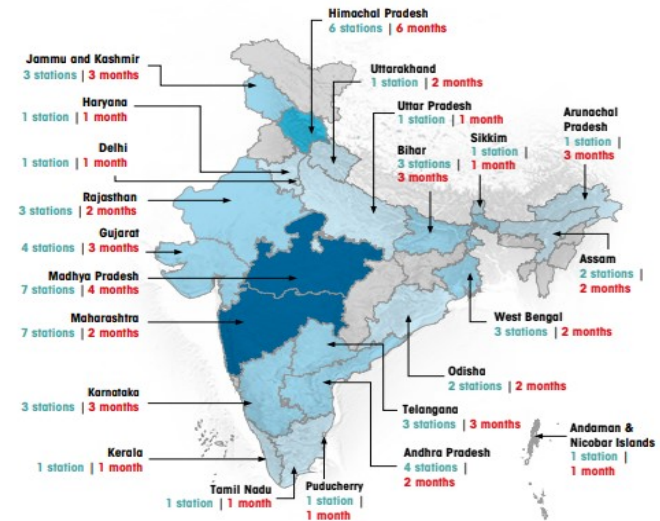 Himachal Pradesh
6 stations | 6 months
Jammu and Kashmir
3 stations | 3 months
Uttarakhand
1 station | 2 months
Haryana
1 station | 1 month
Uttar Pradesh
1 station | 1 month
Arunachal
Pradesh
1 station |
3 months
Delhi
1 station | 1 month
Bihar
3 stations |
3 months
Sikkim
1 station |
1 month
Rajasthan
3 stations | 2 months
Gujarat
4 stations | 3 months
Assam
2 stations |
2 months
Madhya Pradesh
7 stations | 4 months
Maharashtra
7 stations | 2 months
West Bengal
3 stations | 2 months
Odisha
2 stations | 2 months
Karnataka
3 stations | 3 months
Telangana
3 stations | 3 months
Andaman &
Nicobar Islands
1 station |
1 month
Kerala
1 station | 1 month
Andhra Pradesh
4 stations |
2 months
Tamil Nadu
1 station | 1 month
Puducherry
1 station |
1 month